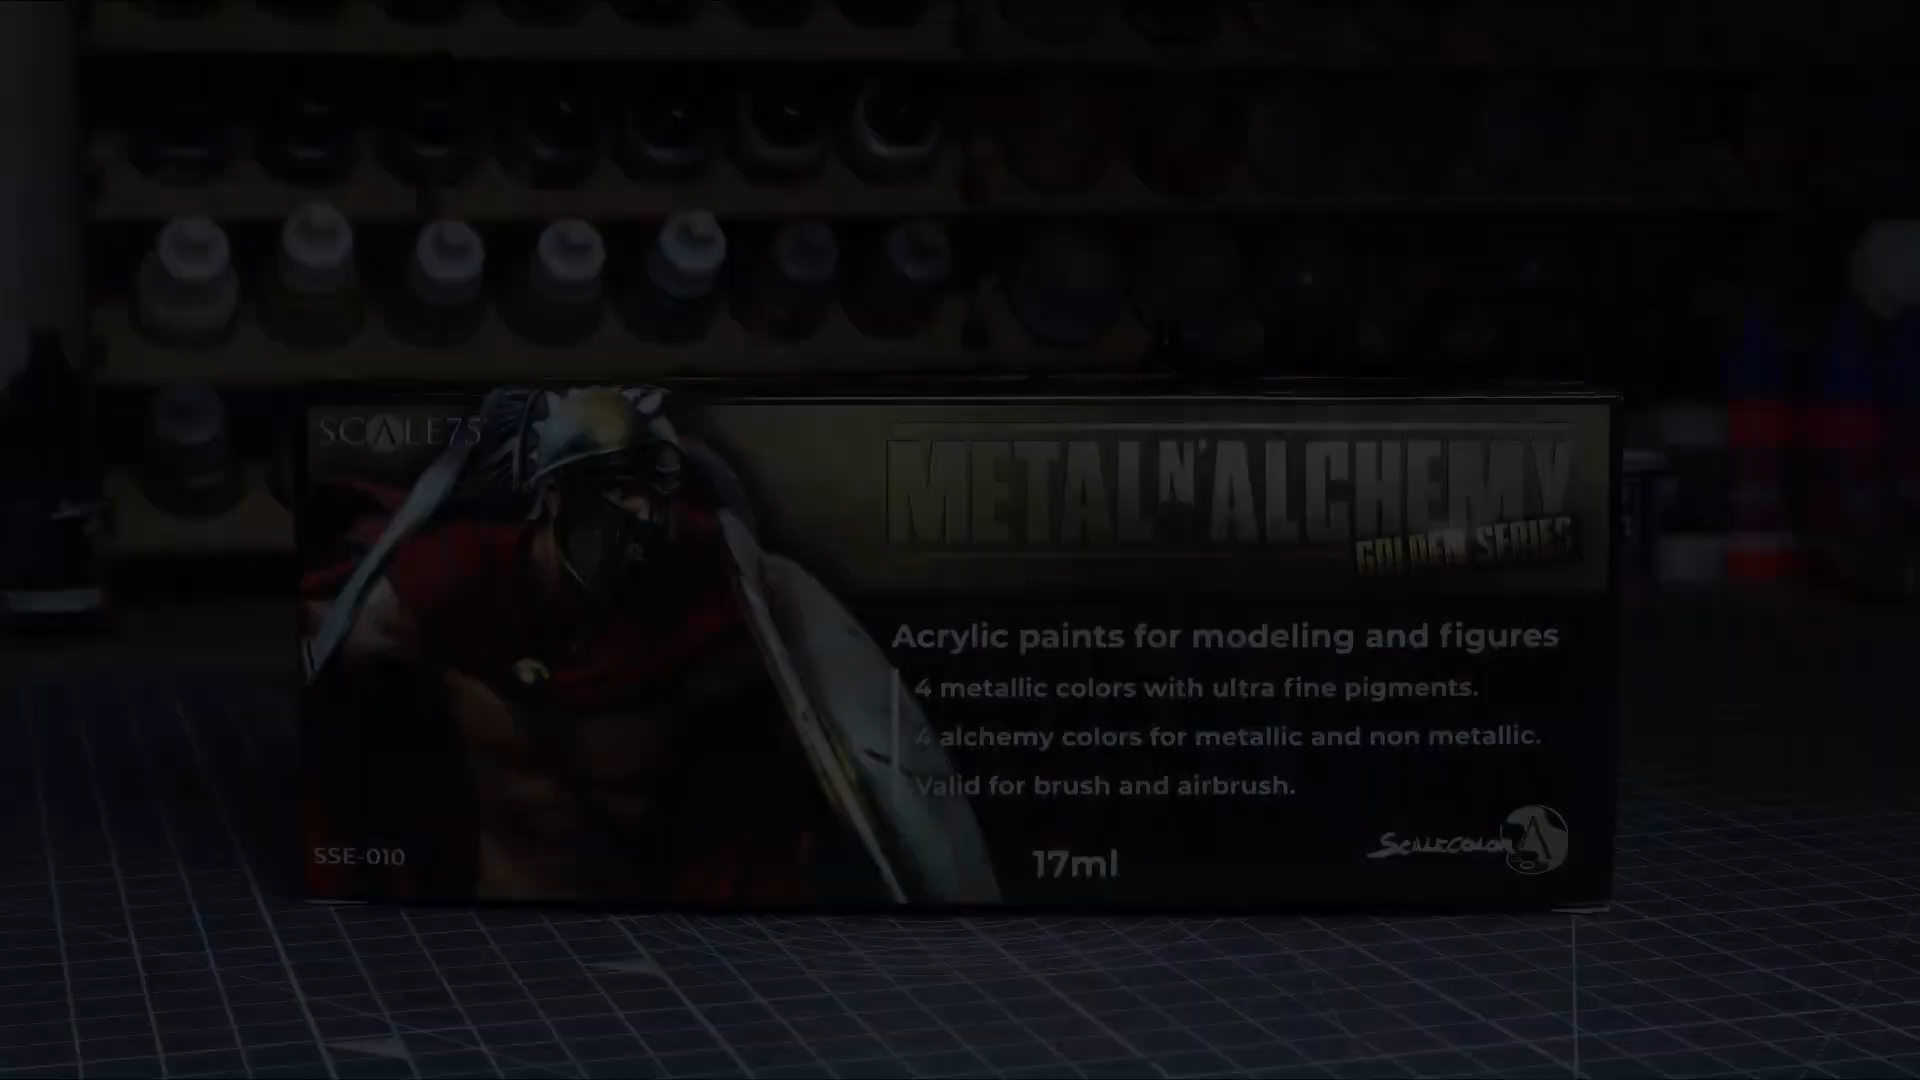 SCALE75
METAL N' ALCHEMY
GOLDEN SERIES
Acrylic paints for modeling and figures
4 metallic colors with ultra fine pigments.
4 alchemy colors for metallic and non metallic.
Valid for brush and airbrush.
SSE-010
17ml
Scalecolor